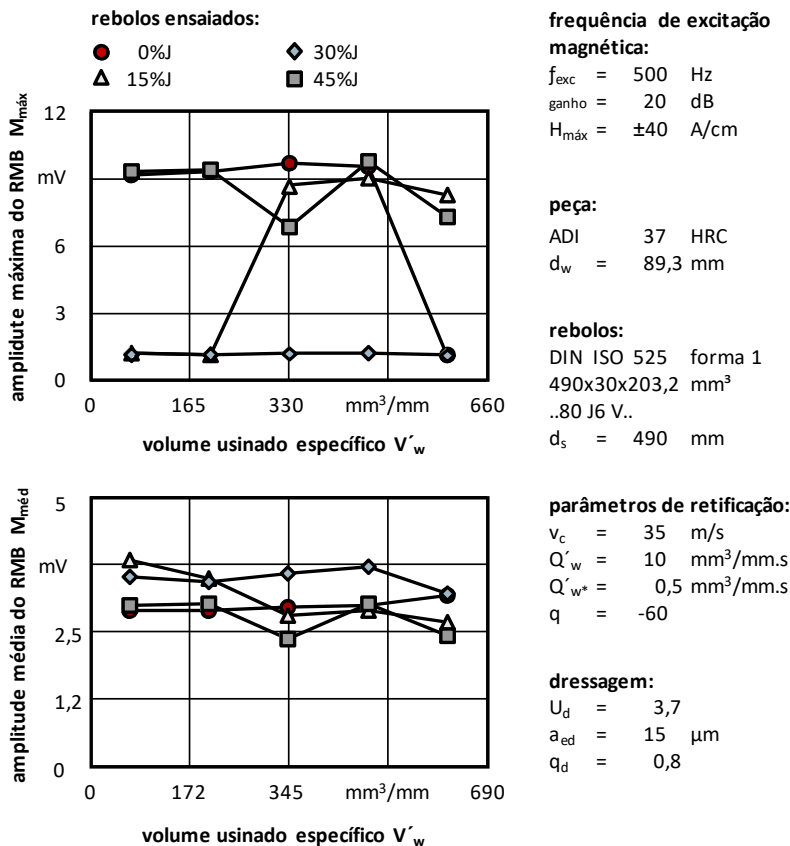 rebolos ensaiados:
0%J
30%J
15%J
45%J
amplidute máxima do RMB M_máx
12
mV
6
3
0
0 165 330 mm³/mm 660
volume usinado específico V´_w
amplitude média do RMB M_méd
5
mV
2,5
1,2
0
0 172 345 mm³/mm 690
volume usinado específico V´_w
frequência de excitação
magnética:
f_exc = 500 Hz
ganho = 20 dB
H_máx = ±40 A/cm
peça:
ADI 37 HRC
d_w = 89,3 mm
rebolos:
DIN ISO 525 forma 1
490x30x203,2 mm³
..80 J6 V..
d_s = 490 mm
parâmetros de retificação:
v_c = 35 m/s
Q´_w = 10 mm³/mm.s
Q´_w* = 0,5 mm³/mm.s
q = -60
dressagem:
U_d = 3,7
a_ed = 15 µm
q_d = 0,8